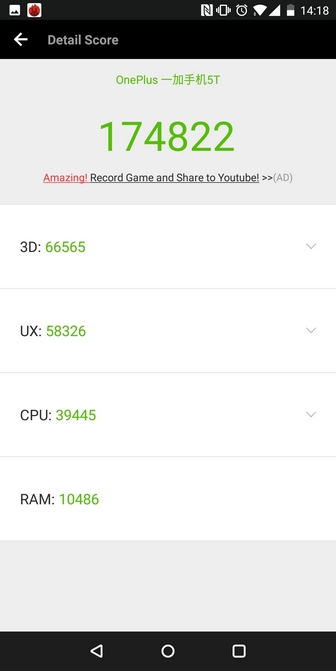 14:18
Detail Score
OnePlus 一加手机5T
174822
Amazing! Record Game and Share to Youtube! >>(AD)
3D: 66565
UX: 58326
CPU: 39445
RAM: 10486